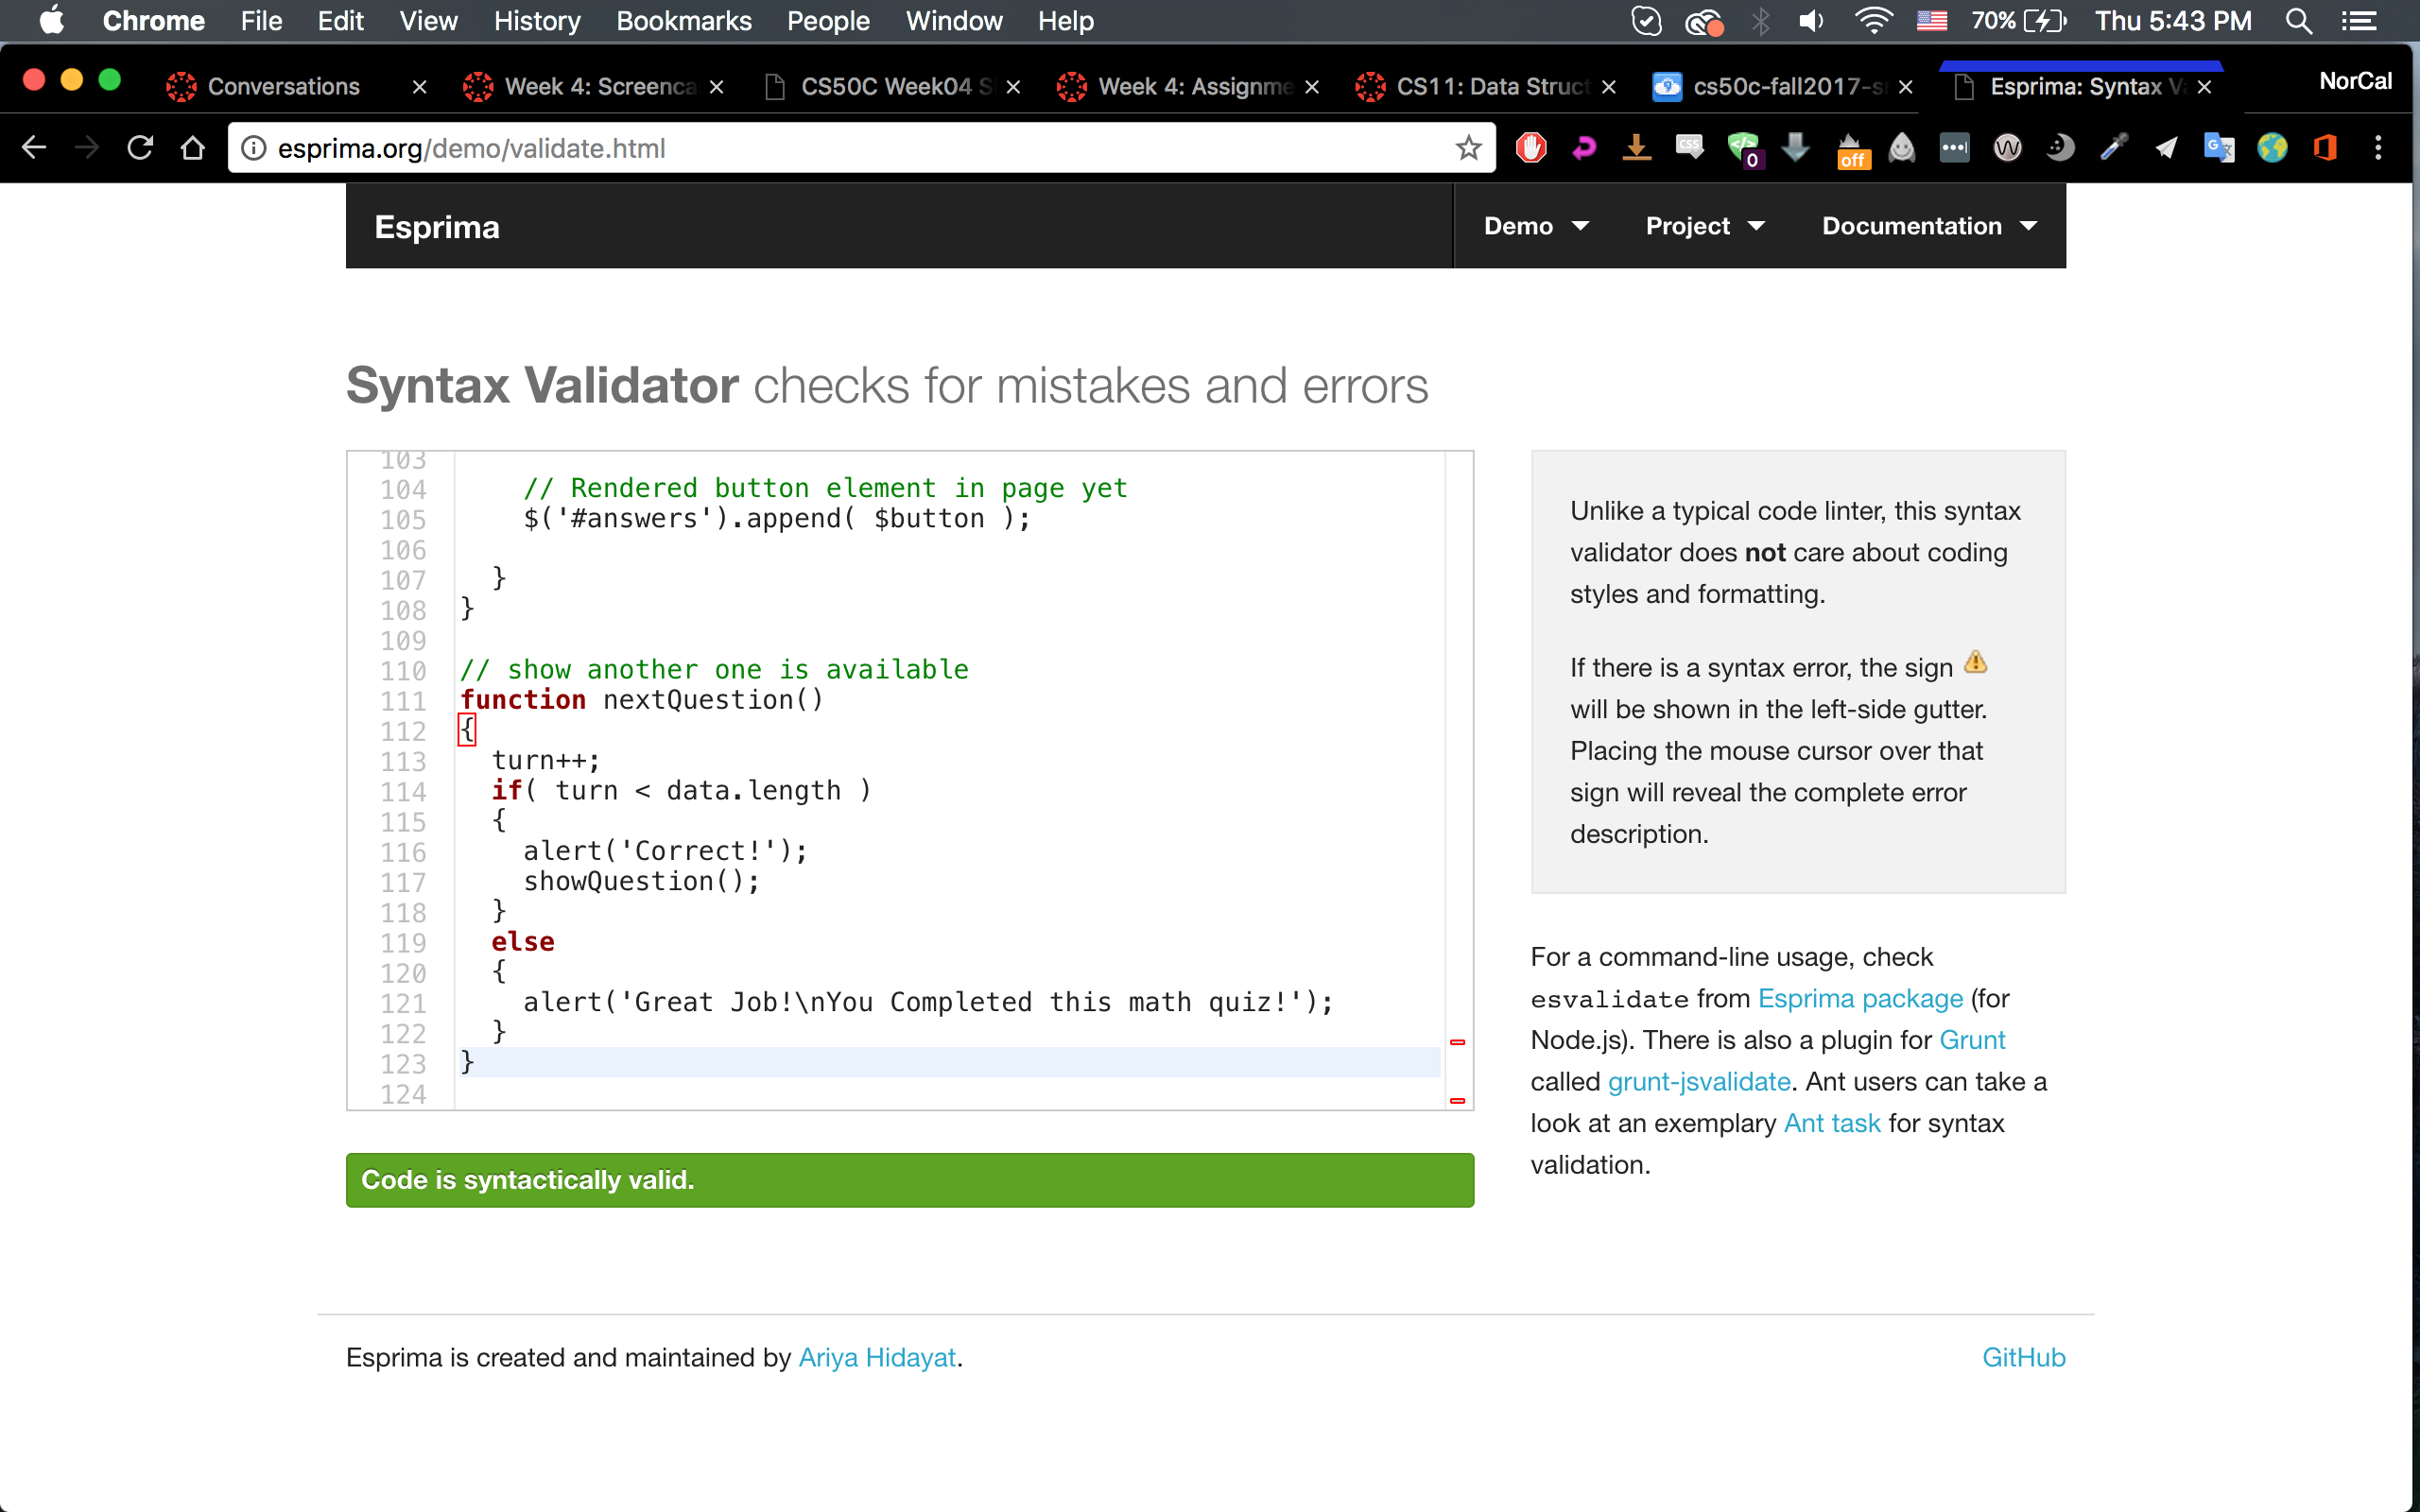 Chrome File Edit View History Bookmarks People Window Help 70% Thu 5:43 PM
Conversations Week 4: Screenca CS50C Week04 S Week 4: Assignme CS11: Data Struct cs50c-fall2017-s Esprima: Syntax Va NorCal
esprima.org/demo/validate.html CSS 0 off
Esprima Demo Project Documentation
Syntax Validator checks for mistakes and errors
103
104 // Rendered button element in page yet
105 $('#answers').append( $button );
106
107 }
108 }
109
110 // show another one is available
111 function nextQuestion()
112 {
113 turn++;
114 if( turn < data.length )
115 {
116 alert('Correct!');
117 showQuestion();
118 }
119 else
120 {
121 alert('Great Job!\nYou Completed this math quiz!');
122 }
123 }
124
Code is syntactically valid.
Unlike a typical code linter, this syntax
validator does not care about coding
styles and formatting.
If there is a syntax error, the sign
will be shown in the left-side gutter.
Placing the mouse cursor over that
sign will reveal the complete error
description.
For a command-line usage, check
esvalidate from Esprima package (for
Node.js). There is also a plugin for Grunt
called grunt-jsvalidate. Ant users can take a
look at an exemplary Ant task for syntax
validation.
Esprima is created and maintained by Ariya Hidayat.
GitHub